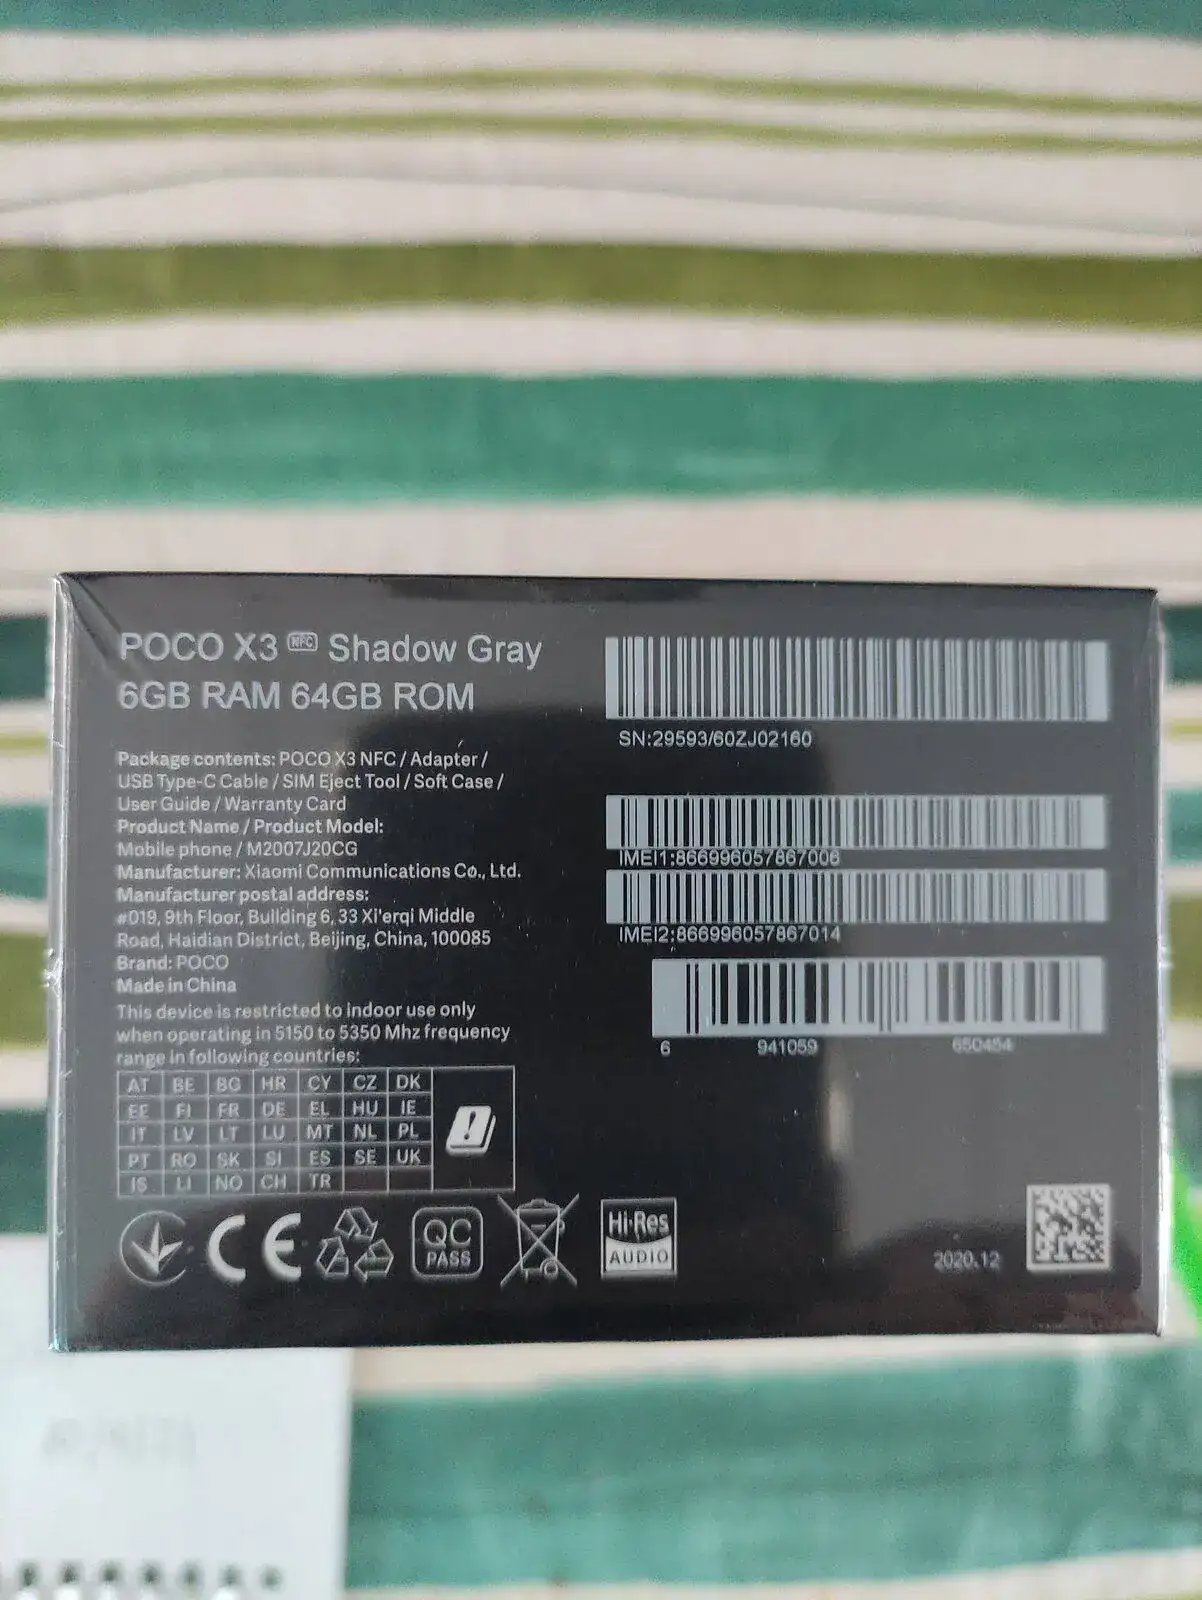 POCO X3 NFC Shadow Gray
6GB RAM 64GB ROM
Package contents: POCO X3 NFC / Adapter /
USB Type-C Cable / SIM Eject Tool / Soft Case /
User Guide / Warranty Card
Product Name / Product Model:
Mobile phone / M2007J20CG
Manufacturer: Xiaomi Communications Co., Ltd.
Manufacturer postal address:
#019, 9th Floor, Building 6, 33 Xi'erqi Middle
Road, Haidian District, Beijing, China, 100085
Brand: POCO
Made in China
This device is restricted to indoor use only
when operating in 5150 to 5350 Mhz frequency
range in following countries:
AT BE BG HR CY CZ DK
EE FI FR DE EL HU IE
IT LV LT LU MT NL PL
PT RO SK SI ES SE UK
IS LI NO CH TR
CE
QC
PASS
Hi-Res
AUDIO
SN:29593/60ZJ02160
IMEI1:866996057867006
IMEI2:866996057867014
6 941059 650454
2020.12